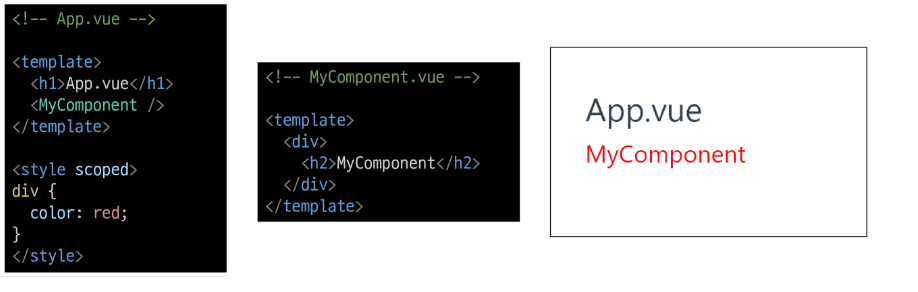 <!-- App.vue -->
<template>
  <h1>App.vue</h1>
  <MyComponent />
</template>
<style scoped>
div {
  color: red;
}
</style>
<!-- MyComponent.vue -->
<template>
  <div>
    <h2>MyComponent</h2>
  </div>
</template>
App.vue
MyComponent